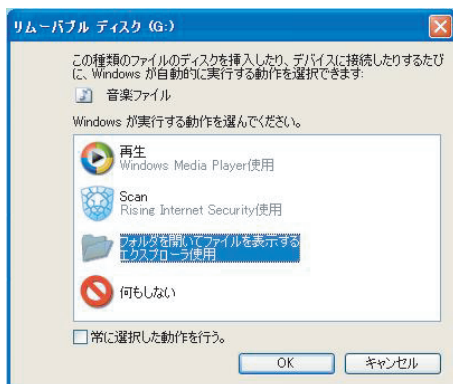 リムーバブル ディスク (G:)
この種類のファイルのディスクを挿入したり、デバイスに接続したりするたび
に、Windows が自動的に実行する動作を選択できます:
音楽ファイル
Windows が実行する動作を選んでください。
再生
Windows Media Player使用
Scan
Rising Internet Security使用
フォルダを開いてファイルを表示する
エクスプローラ使用
何もしない
常に選択した動作を行う。
OK キャンセル